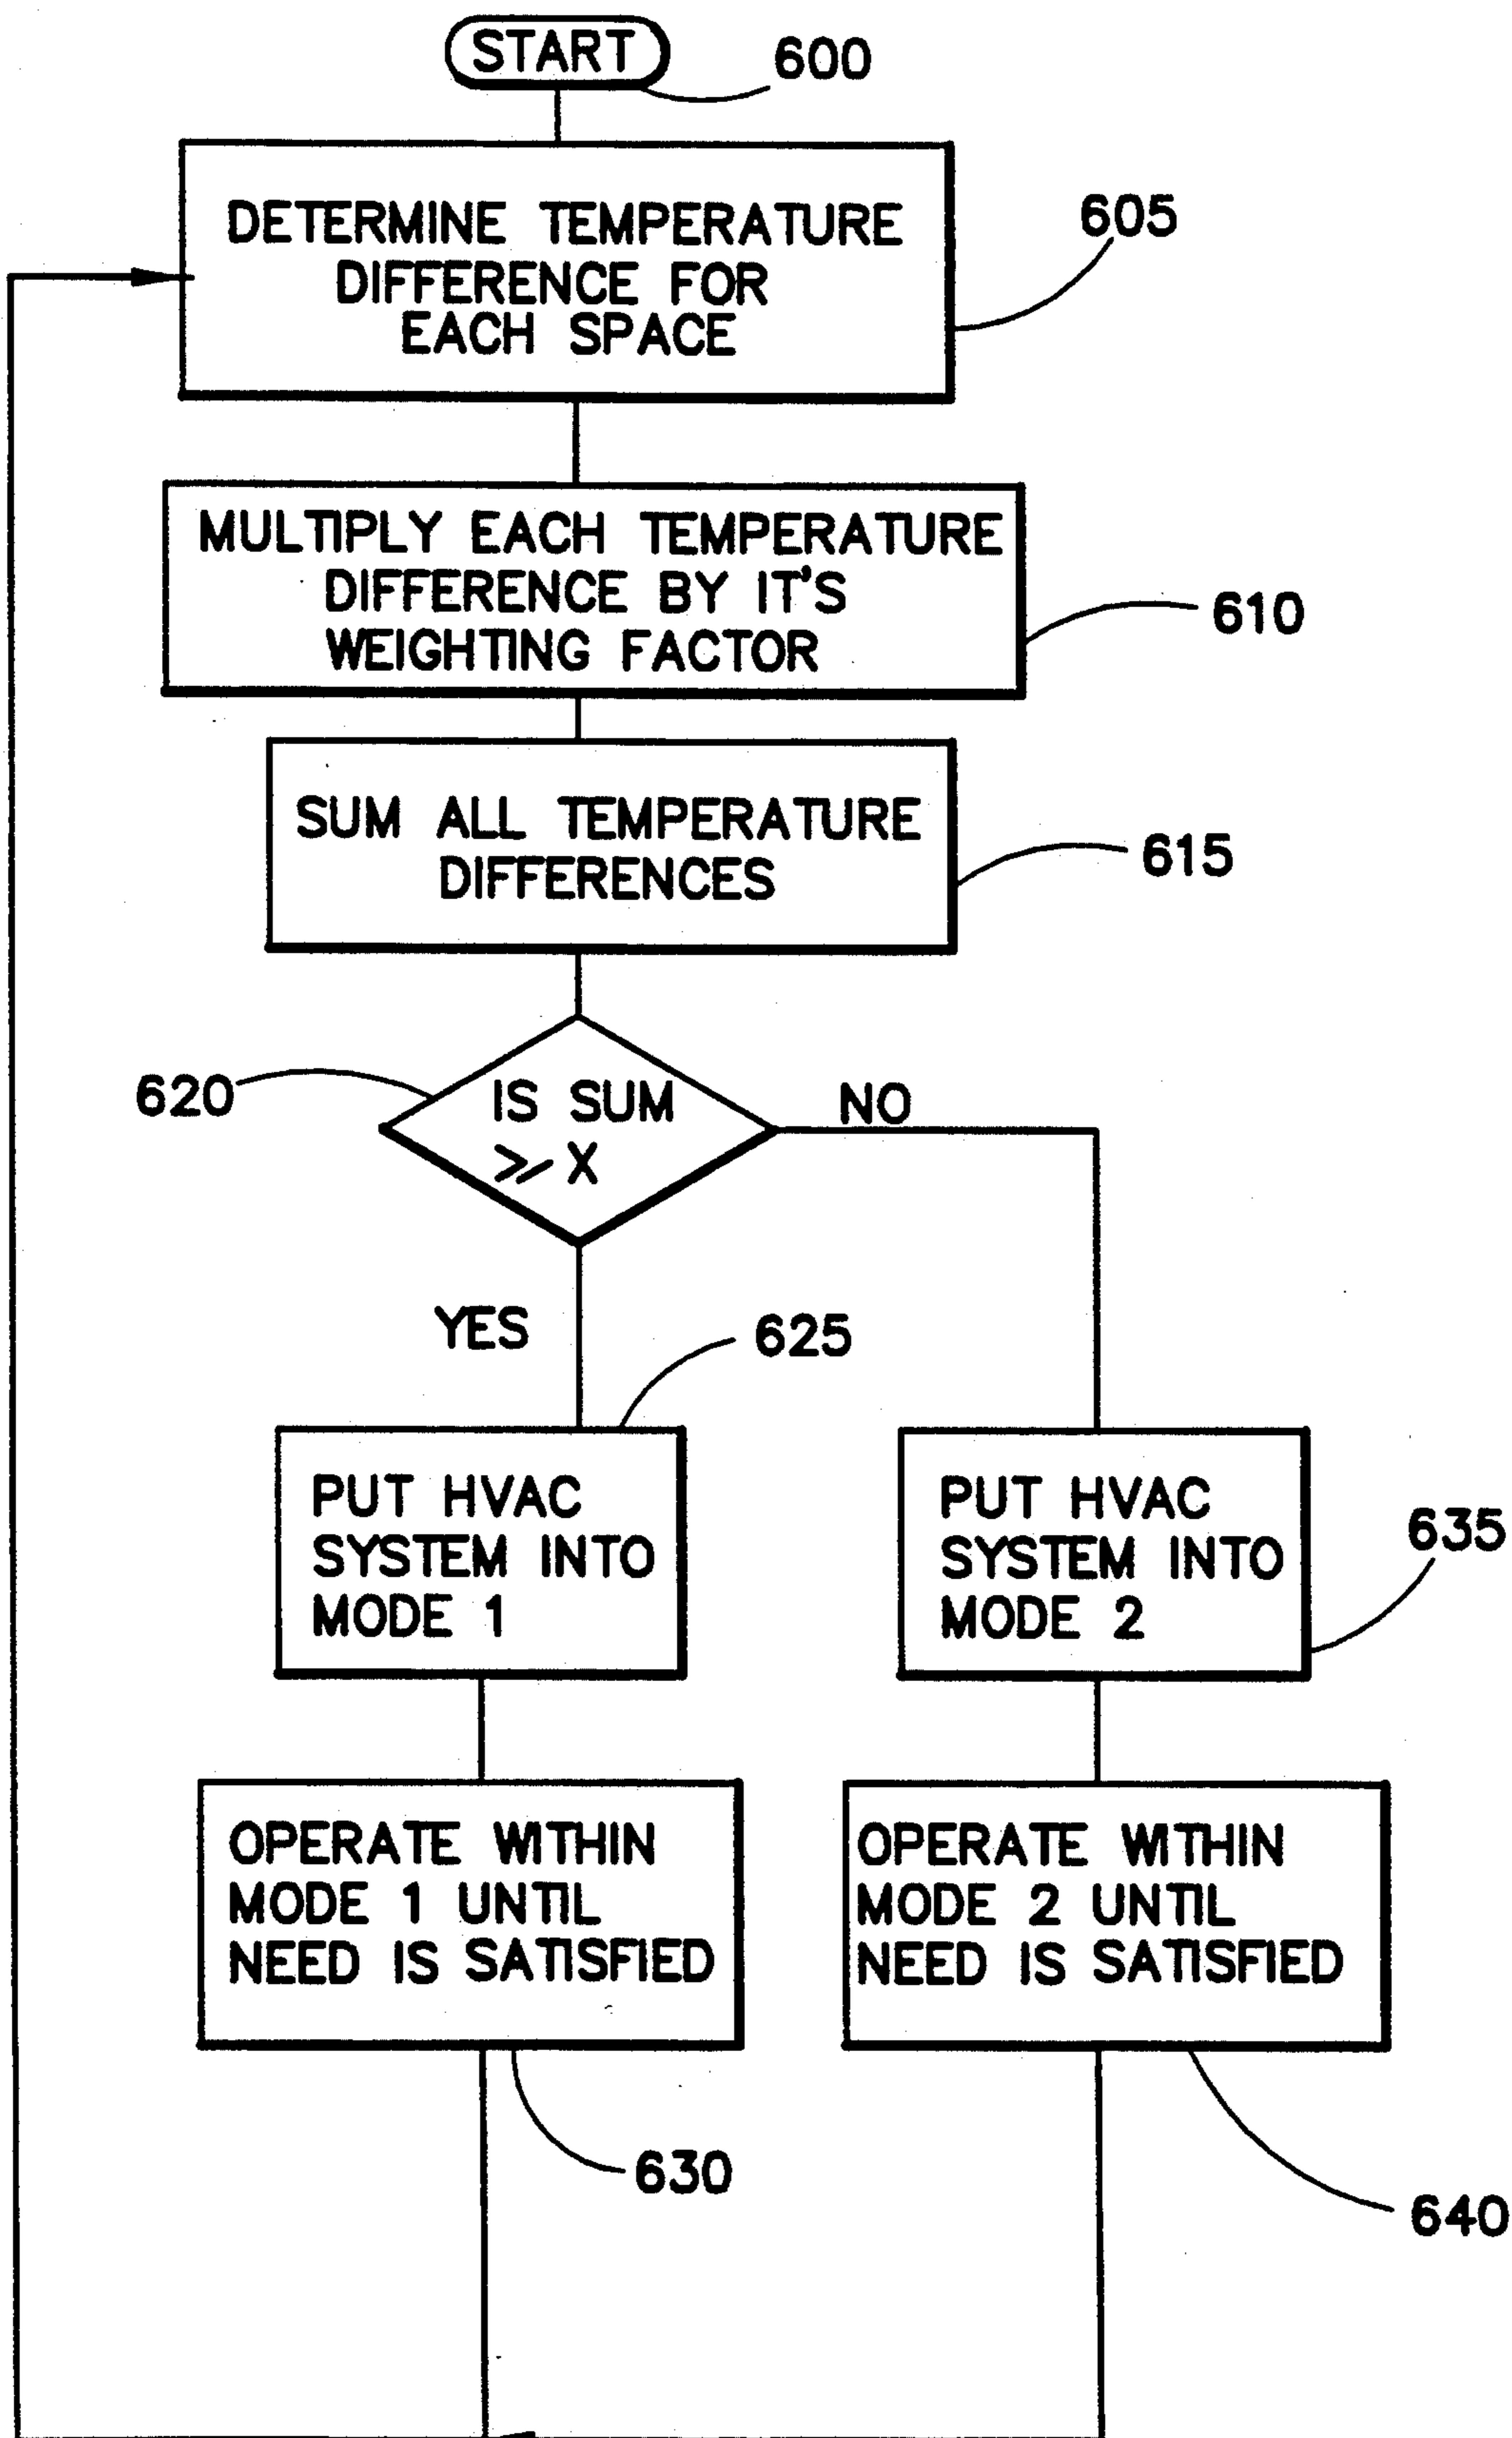 START
600
DETERMINE TEMPERATURE
DIFFERENCE FOR
EACH SPACE
605
MULTIPLY EACH TEMPERATURE
DIFFERENCE BY IT'S
WEIGHTING FACTOR
610
SUM ALL TEMPERATURE
DIFFERENCES
615
620
IS SUM
⩾ X
NO
YES
625
PUT HVAC
SYSTEM INTO
MODE 1
PUT HVAC
SYSTEM INTO
MODE 2
635
OPERATE WITHIN
MODE 1 UNTIL
NEED IS SATISFIED
OPERATE WITHIN
MODE 2 UNTIL
NEED IS SATISFIED
630
640